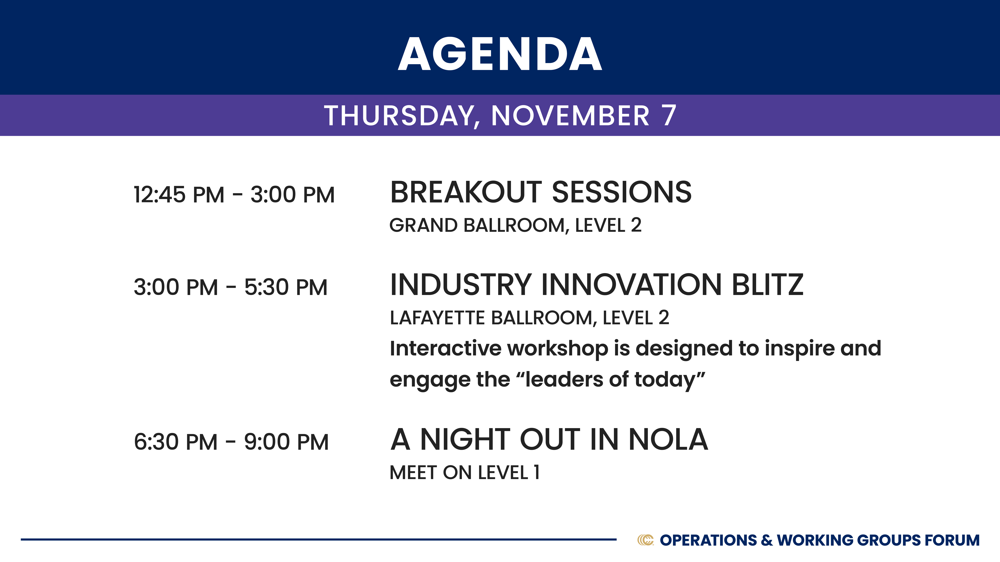 AGENDA
THURSDAY, NOVEMBER 7
12:45 PM - 3:00 PM
BREAKOUT SESSIONS
GRAND BALLROOM, LEVEL 2
3:00 PM - 5:30 PM
INDUSTRY INNOVATION BLITZ
LAFAYETTE BALLROOM, LEVEL 2
Interactive workshop is designed to inspire and
engage the “leaders of today”
6:30 PM - 9:00 PM
A NIGHT OUT IN NOLA
MEET ON LEVEL 1
OPERATIONS & WORKING GROUPS FORUM